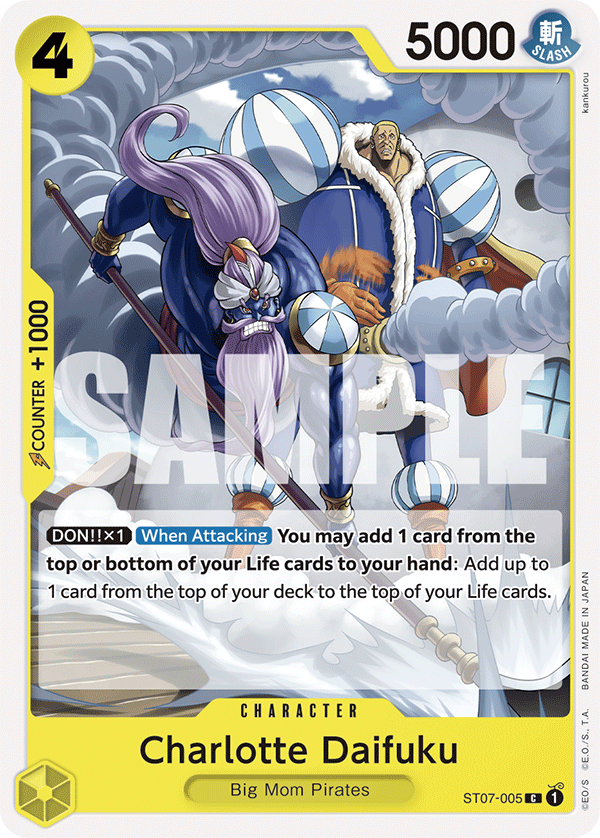 4
5000
斬
SLASH
kankurou
COUNTER +1000
SAMPLE
DON!!×1 When Attacking You may add 1 card from the
top or bottom of your Life cards to your hand: Add up to
1 card from the top of your deck to the top of your Life cards.
CHARACTER
Charlotte Daifuku
Big Mom Pirates
ST07-005 C 1
©E.O/S ©E.O./S., T.A. BANDAI MADE IN JAPAN